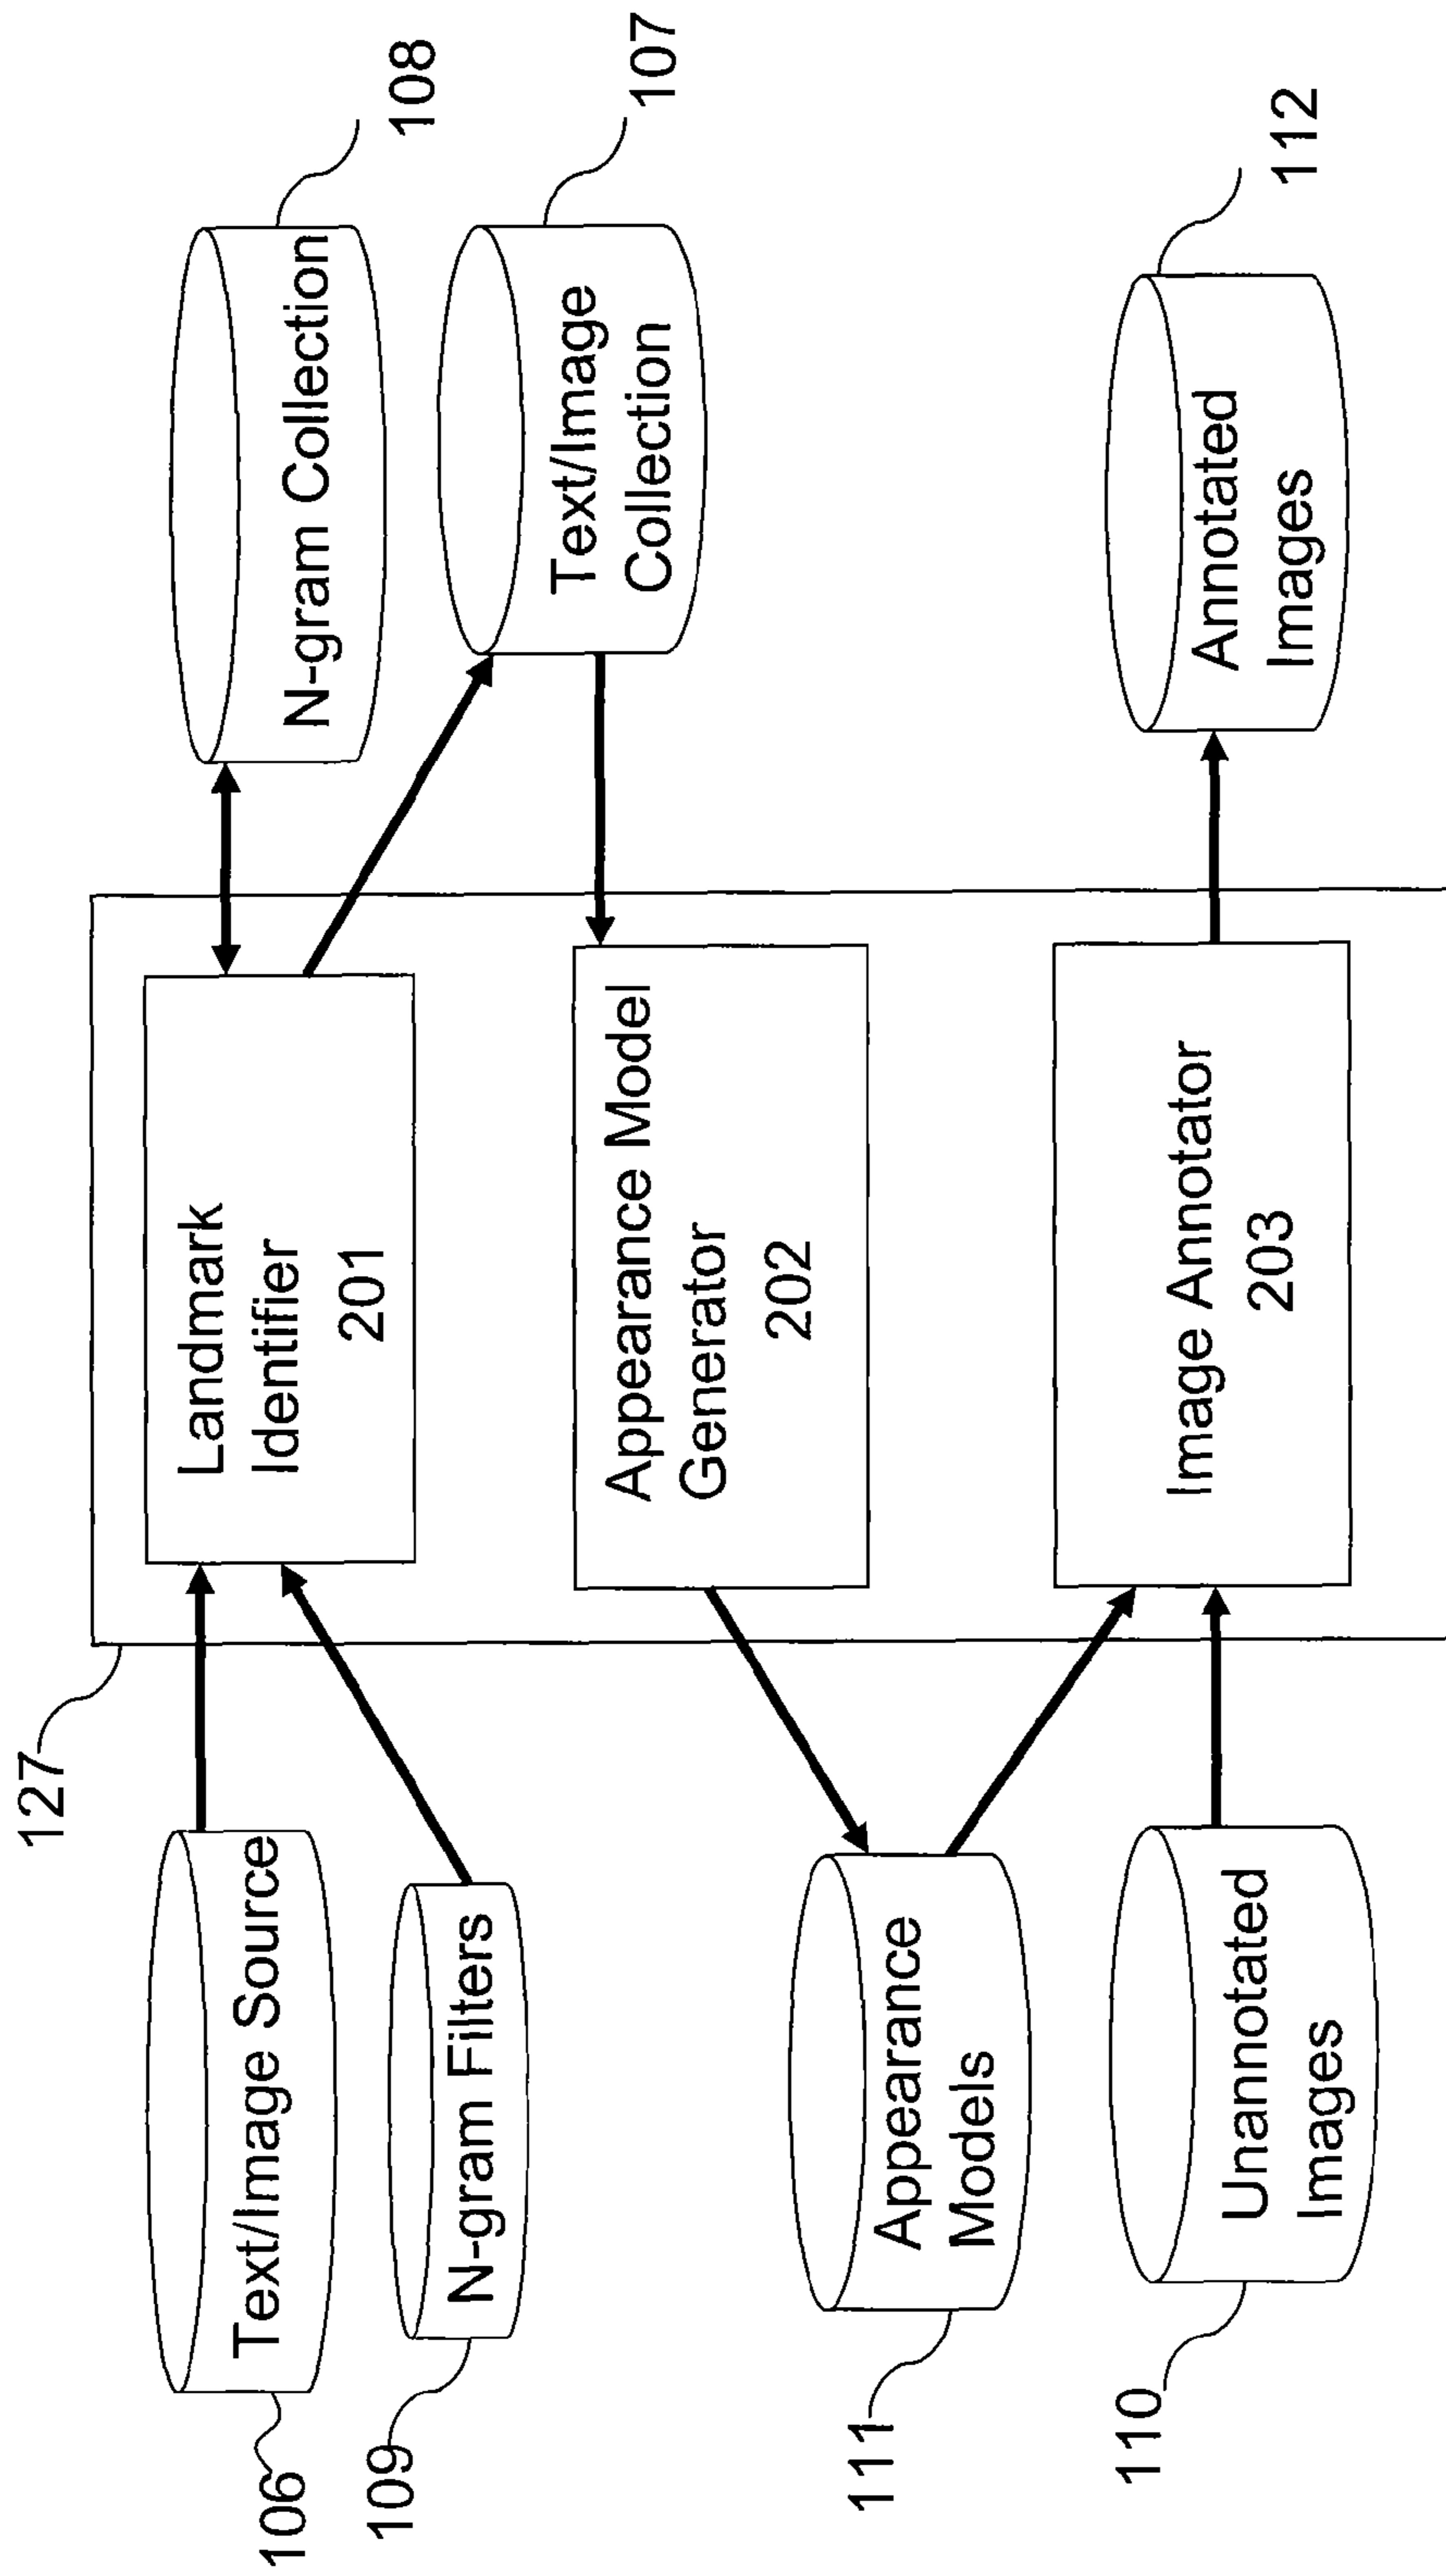 127
106
Text/Image Source
109
N-gram Filters
Landmark
Identifier
201
N-gram Collection
108
Text/Image
Collection
107
Appearance Model
Generator
202
111
Appearance
Models
110
Unannotated
Images
Image Annotator
203
Annotated
Images
112